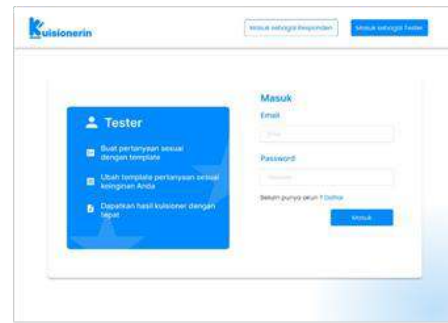 Kuisionerin
Masuk sebagai Responden
Masuk sebagai Tester
Tester
Buat pertanyaan sesuai
dengan template
Ubah template pertanyaan sesuai
keinginan Anda
Dapatkan hasil kuisioner dengan
tepat
Masuk
Email
Password
Belum punya akun ? Daftar
Masuk